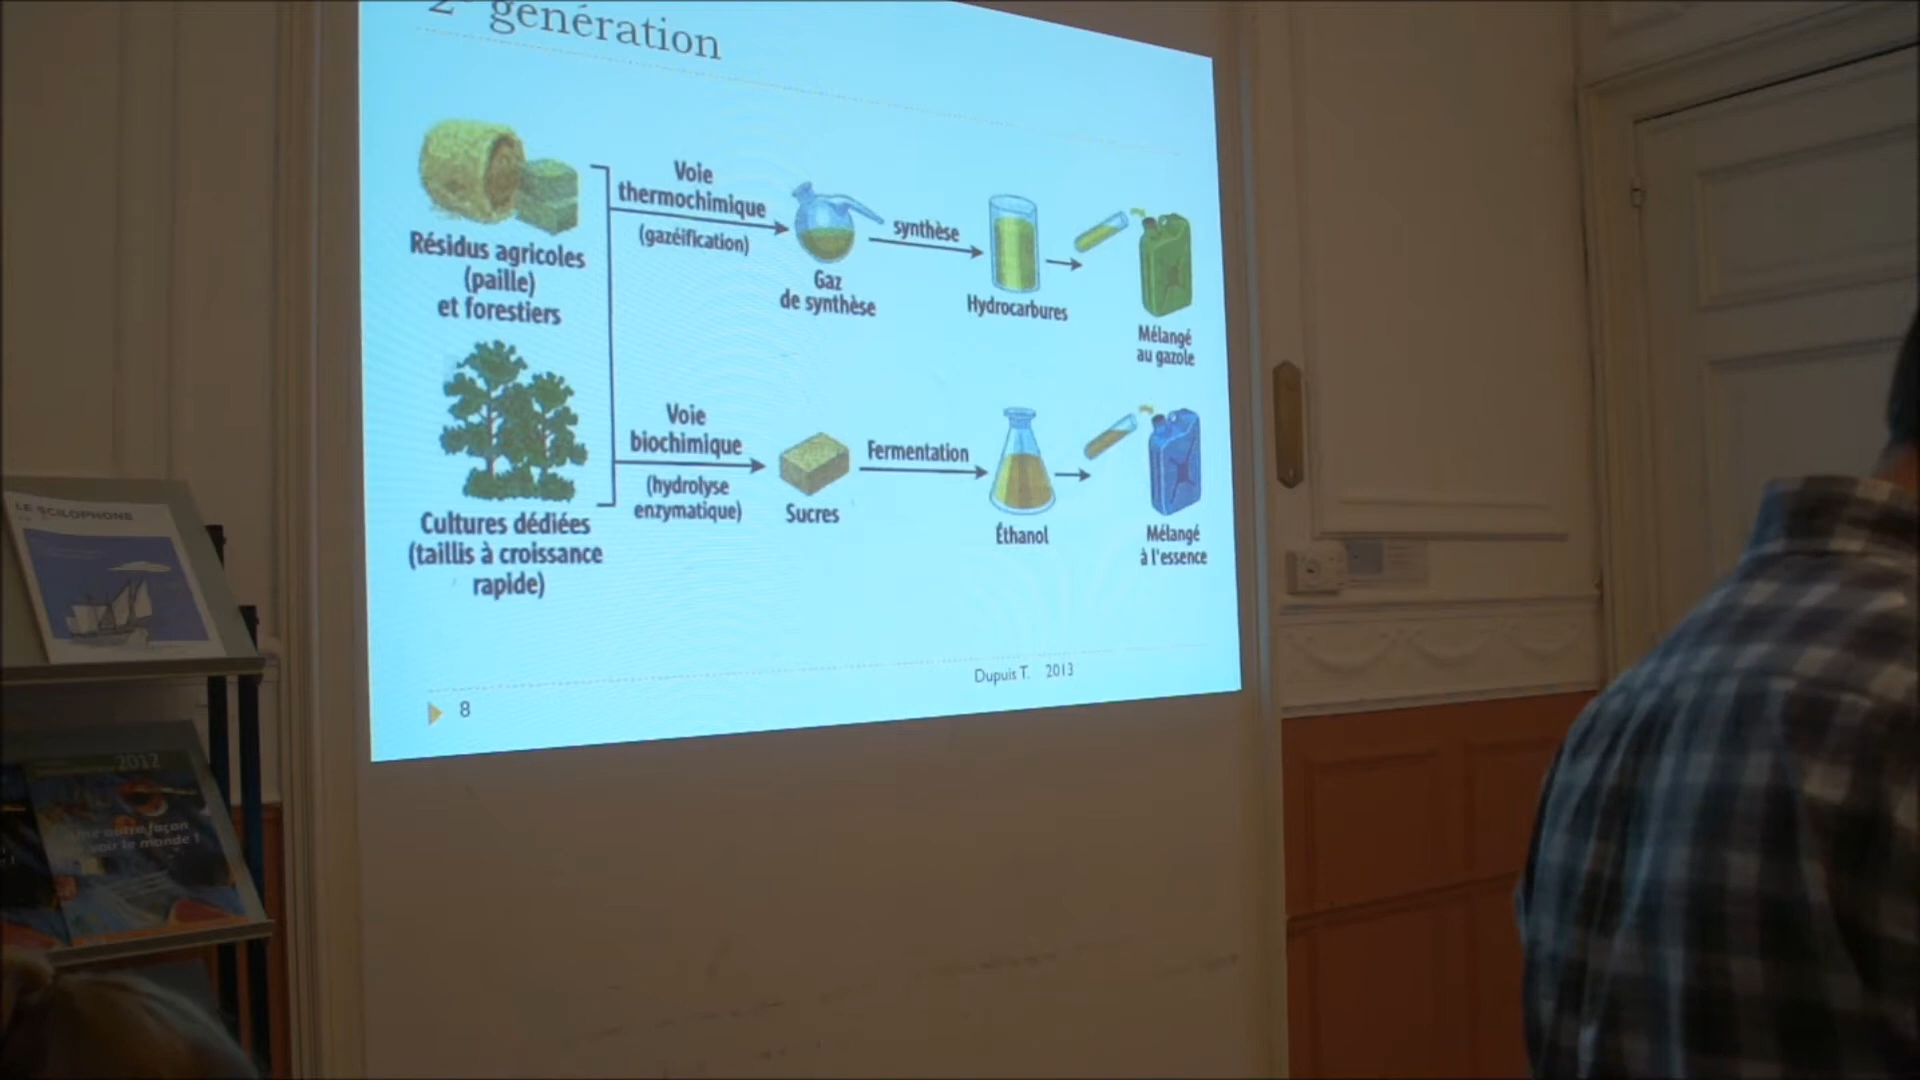 2e génération
Voie
thermochimique
(gazéification)
synthèse
Résidus agricoles
(paille)
et forestiers
Gaz
de synthèse
Hydrocarbures
Mélangé
au gazole
Voie
biochimique
(hydrolyse
enzymatique)
Fermentation
Cultures dédiées
(taillis à croissance
rapide)
Sucres
Éthanol
Mélangé
à l'essence
Dupuis T. 2013
8
LE SCILOPHONE
2012
autre façon
voir le monde !